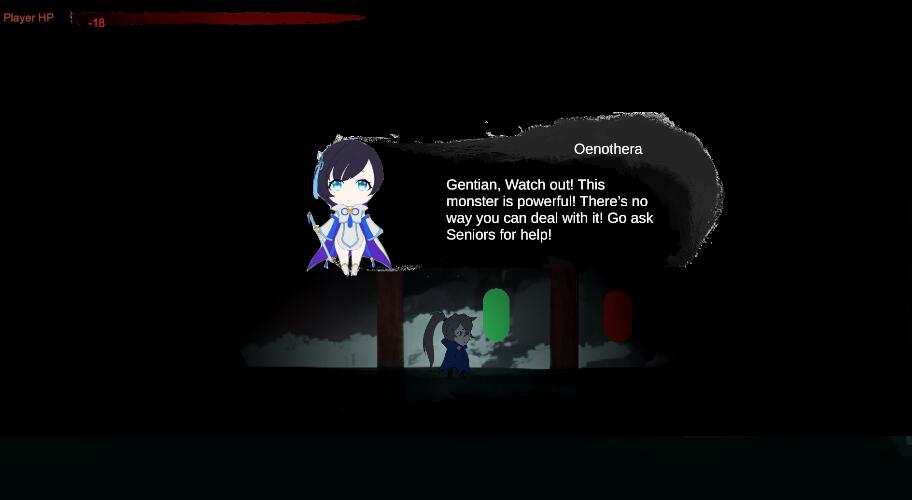 Player HP
-18
Oenothera
Gentian, Watch out! This
monster is powerful! There's no
way you can deal with it! Go ask
Seniors for help!